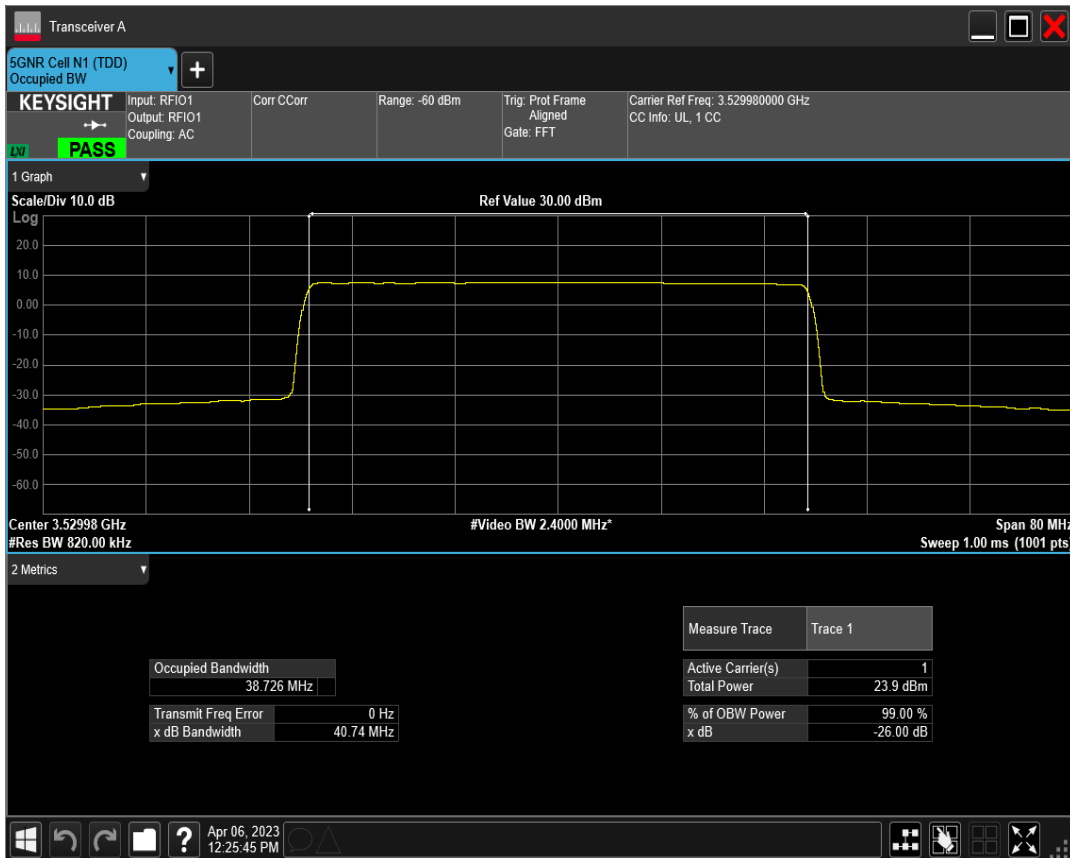 Transceiver A
5GNR Cell N1 (TDD)
Occupied BW
KEYSIGHT
Input: RFIO1
Output: RFIO1
Coupling: AC
Corr CCorr
Range: -60 dBm
Trig: Prot Frame
Aligned
Gate: FFT
Carrier Ref Freq: 3.529980000 GHz
CC Info: UL, 1 CC
LXI
PASS
1 Graph
Scale/Div 10.0 dB
Ref Value 30.00 dBm
Log
20.0
10.0
0.00
-10.0
-20.0
-30.0
-40.0
-50.0
-60.0
Center 3.52998 GHz
#Video BW 2.4000 MHz*
Span 80 MHz
#Res BW 820.00 kHz
Sweep 1.00 ms (1001 pts)
2 Metrics
Measure Trace Trace 1
Occupied Bandwidth
38.726 MHz
Active Carrier(s) 1
Total Power 23.9 dBm
Transmit Freq Error 0 Hz
x dB Bandwidth 40.74 MHz
% of OBW Power 99.00 %
x dB -26.00 dB
?
Apr 06, 2023
12:25:45 PM